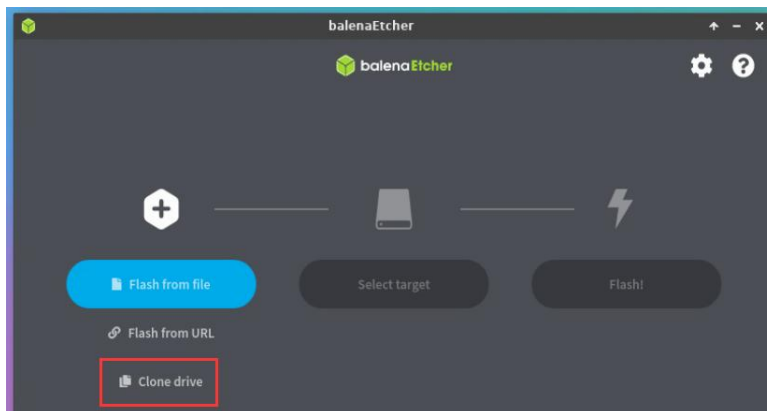 balenaEtcher
balenaEtcher
Flash from file
Select target
Flash!
Flash from URL
Clone drive